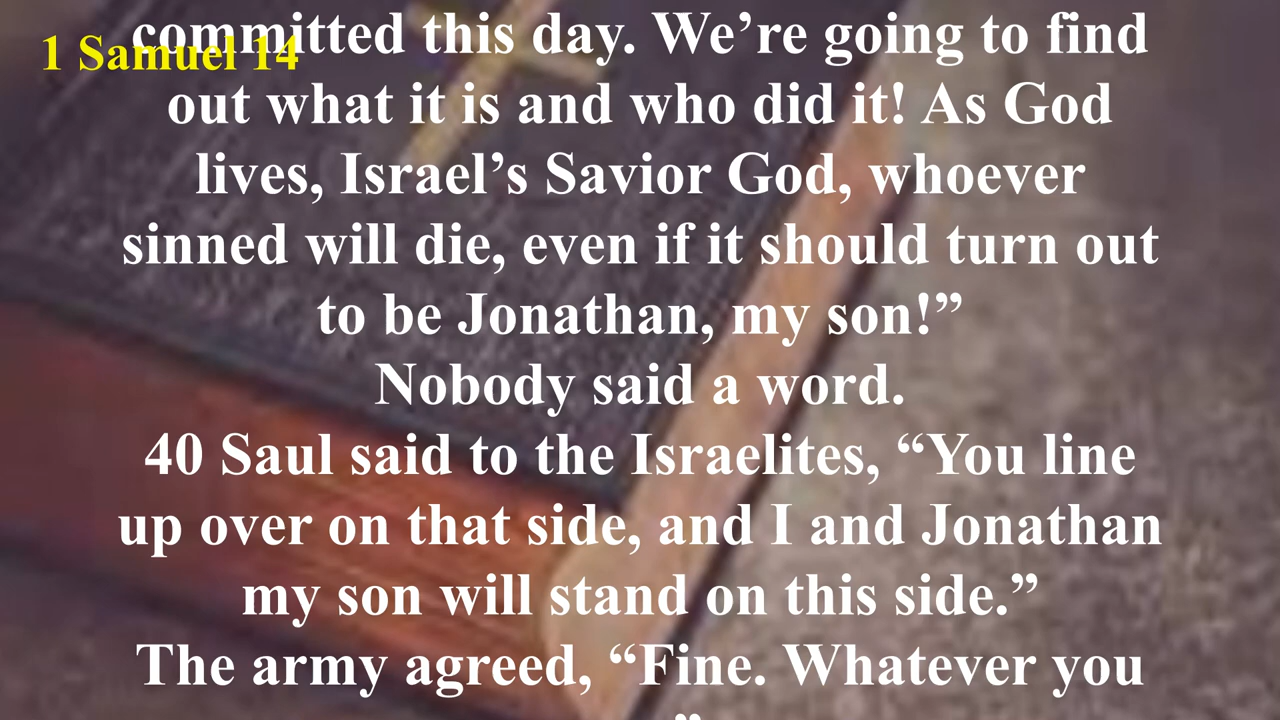 1 Samuel 14
committed this day. We’re going to find
out what it is and who did it! As God
lives, Israel’s Savior God, whoever
sinned will die, even if it should turn out
to be Jonathan, my son!”
Nobody said a word.
40 Saul said to the Israelites, “You line
up over on that side, and I and Jonathan
my son will stand on this side.”
The army agreed, “Fine. Whatever you